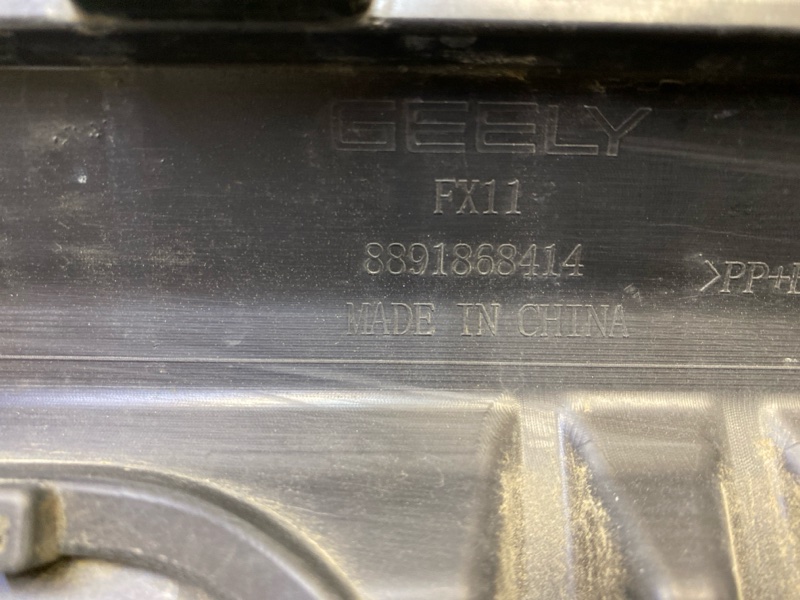 GEELY
FX11
8891868414
>PP+
MADE IN CHINA